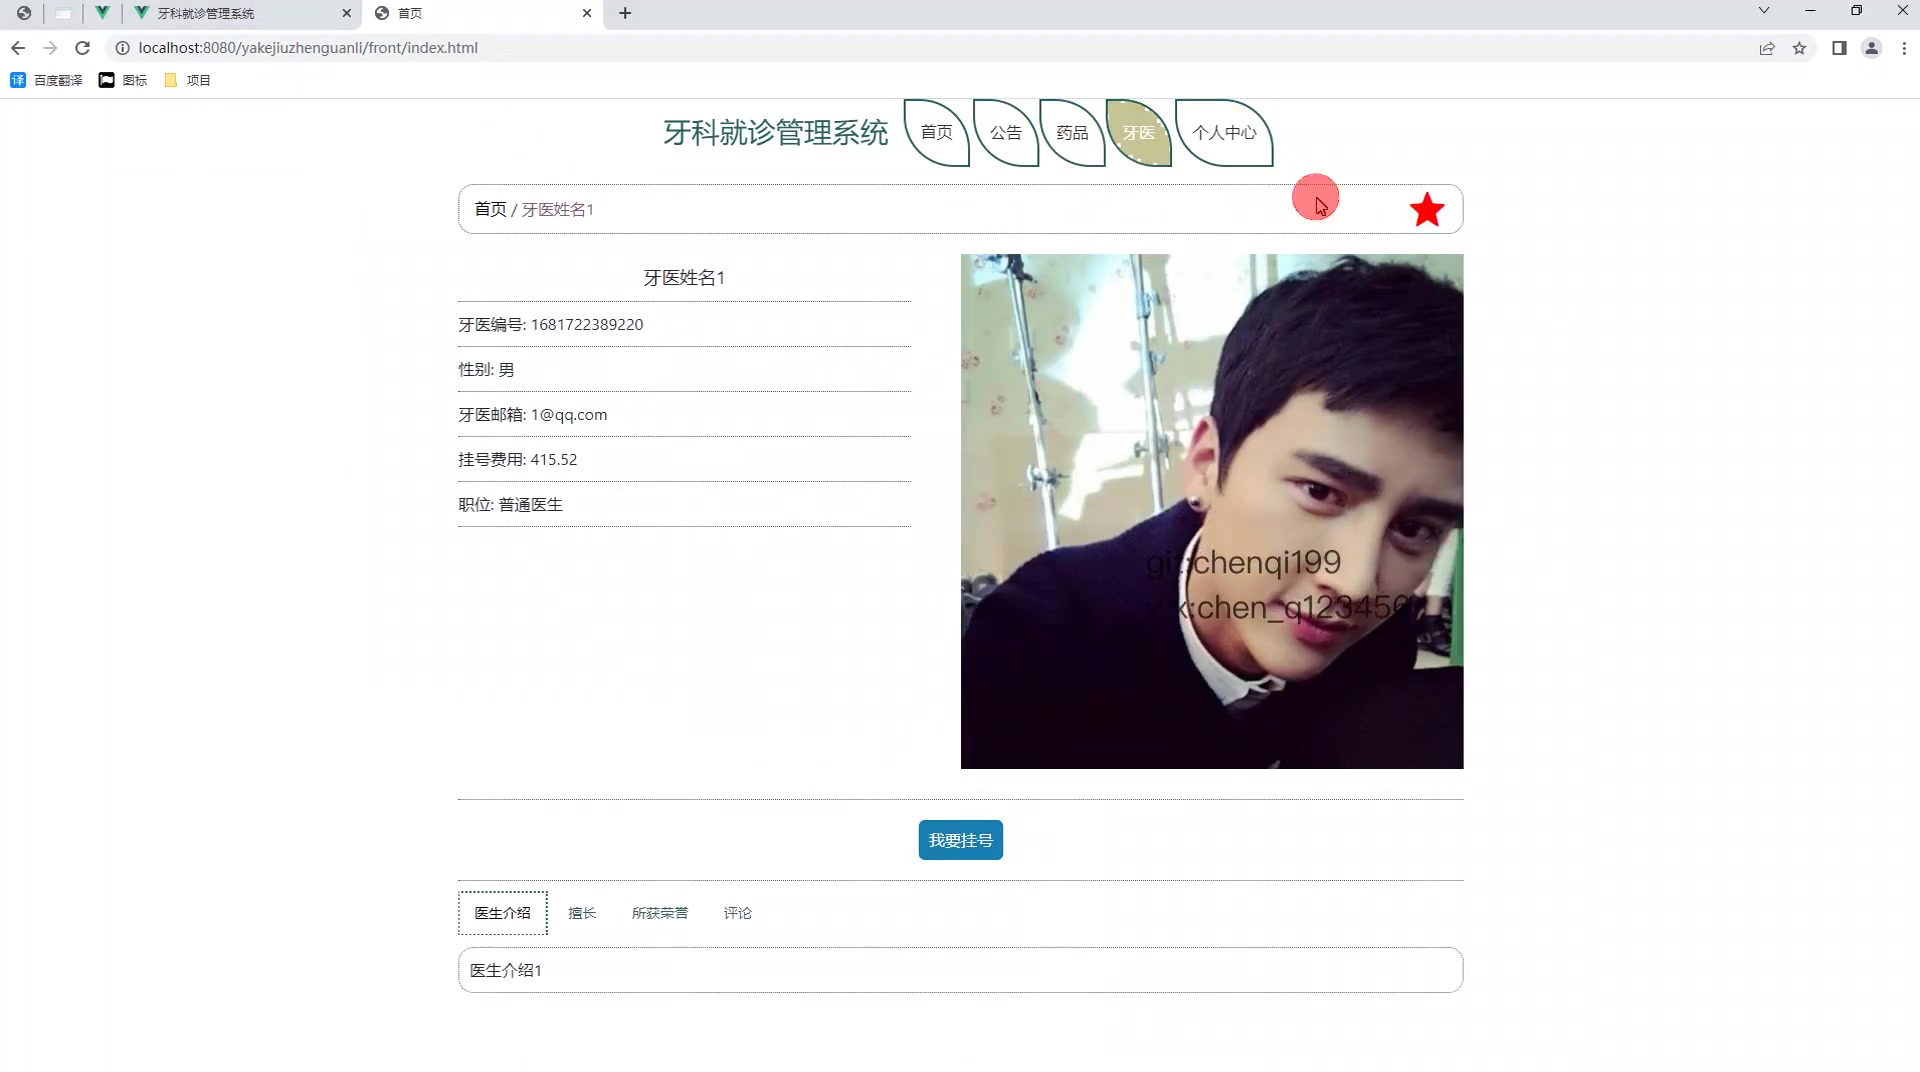 牙科就诊管理系统
首页
localhost:8080/yakejiuzhenguanli/front/index.html
百度翻译
图标
项目
牙科就诊管理系统
首页
公告
药品
牙医
个人中心
首页 / 牙医姓名1
牙医姓名1
牙医编号: 1681722389220
性别: 男
牙医邮箱: 1@qq.com
挂号费用: 415.52
职位: 普通医生
git:chenqi199
:chen_q123456
我要挂号
医生介绍
擅长
所获荣誉
评论
医生介绍1